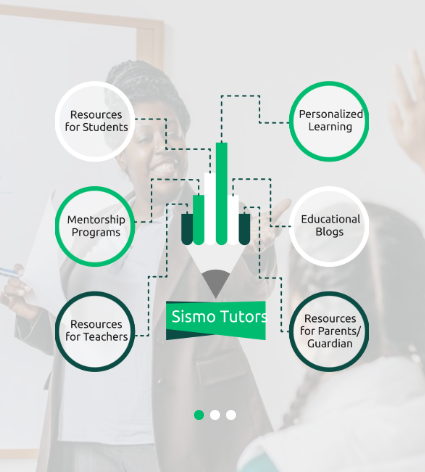 Resources
for Students
Personalized
Learning
Mentorship
Programs
Educational
Blogs
Resources
for Teachers
Resources
for Parents/
Guardian
Sismo Tutors